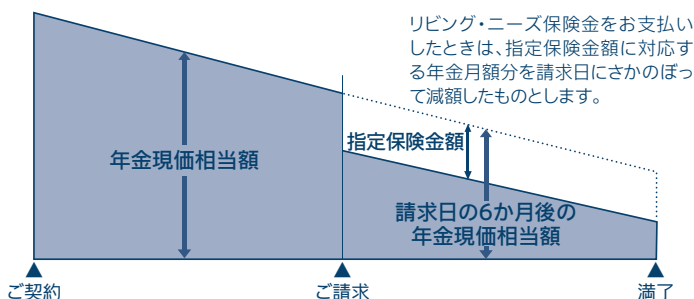 リビング・ニーズ保険金をお支払い
したときは、指定保険金額に対応す
る年金月額分を請求日にさかのぼっ
て減額したものとします。
年金現価相当額
指定保険金額
請求日の6か月後の
年金現価相当額
ご契約
ご請求
満了